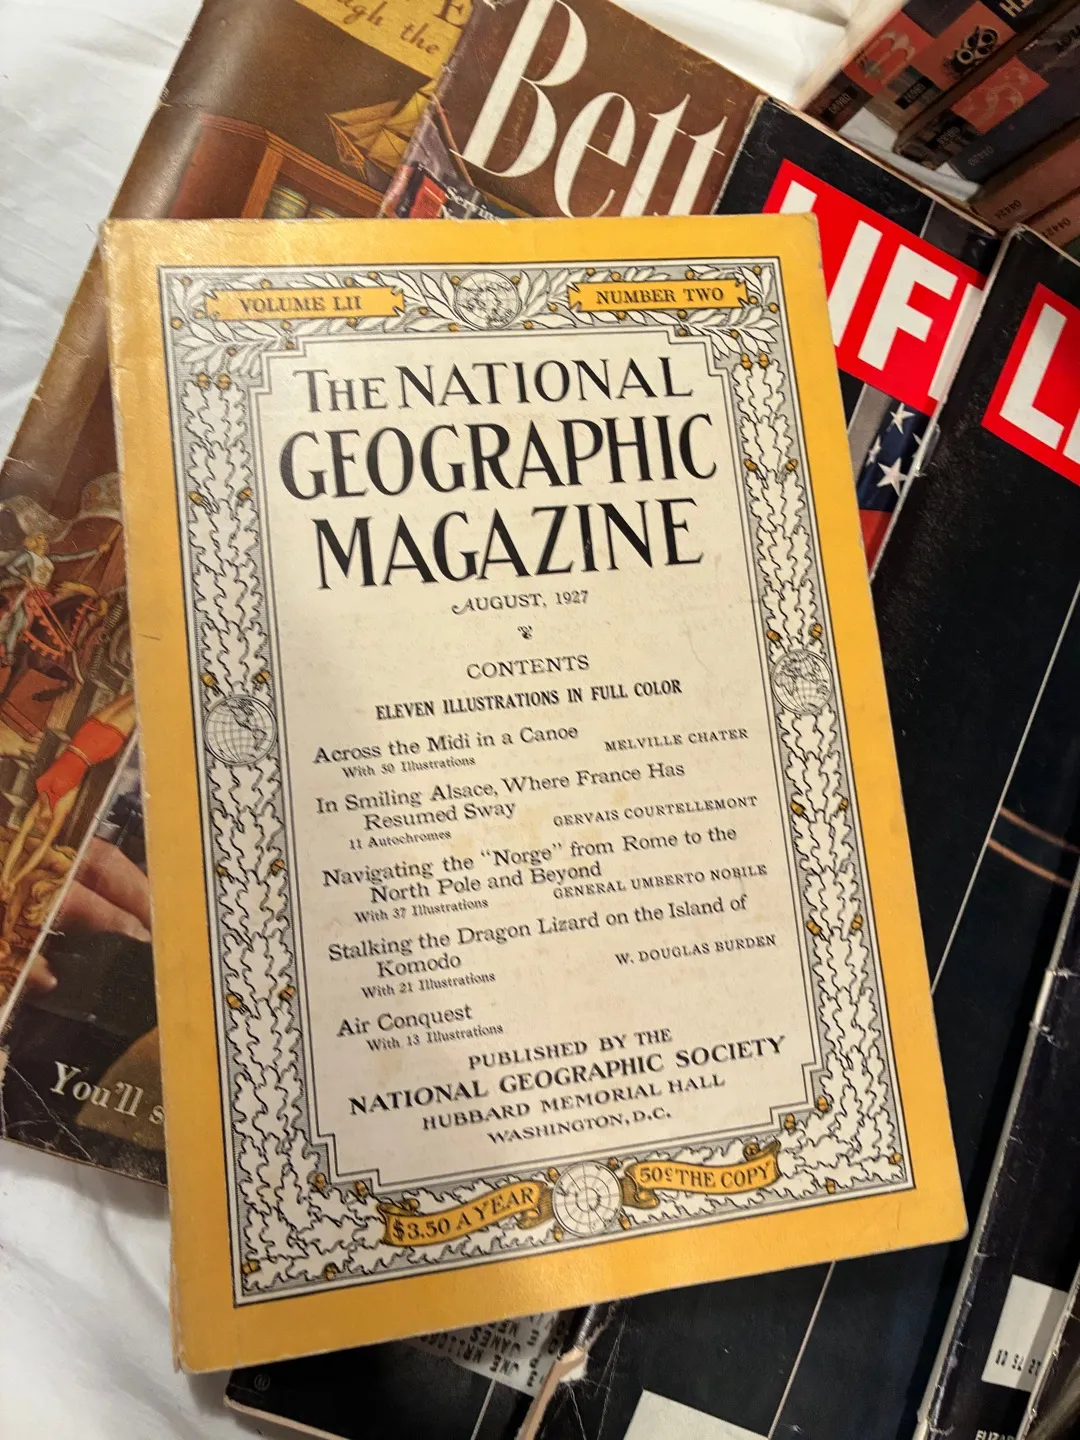 ugh the
Bett
Servin
LIFE
VOLUME LII
NUMBER TWO
THE NATIONAL
GEOGRAPHIC
MAGAZINE
AUGUST, 1927
CONTENTS
ELEVEN ILLUSTRATIONS IN FULL COLOR
Across the Midi in a Canoe
With 50 Illustrations
MELVILLE CHATER
In Smiling Alsace, Where France Has
Resumed Sway
11 Autochromes
GERVAIS COURTELLEMONT
Navigating the "Norge" from Rome to the
North Pole and Beyond
With 37 Illustrations
GENERAL UMBERTO NOBILE
Stalking the Dragon Lizard on the Island of
Komodo
With 21 Illustrations
W. DOUGLAS BURDEN
Air Conquest
With 13 Illustrations
PUBLISHED BY THE
NATIONAL GEOGRAPHIC SOCIETY
HUBBARD MEMORIAL HALL
WASHINGTON, D.C.
$3.50 A YEAR
50¢ THE COPY
You'll s